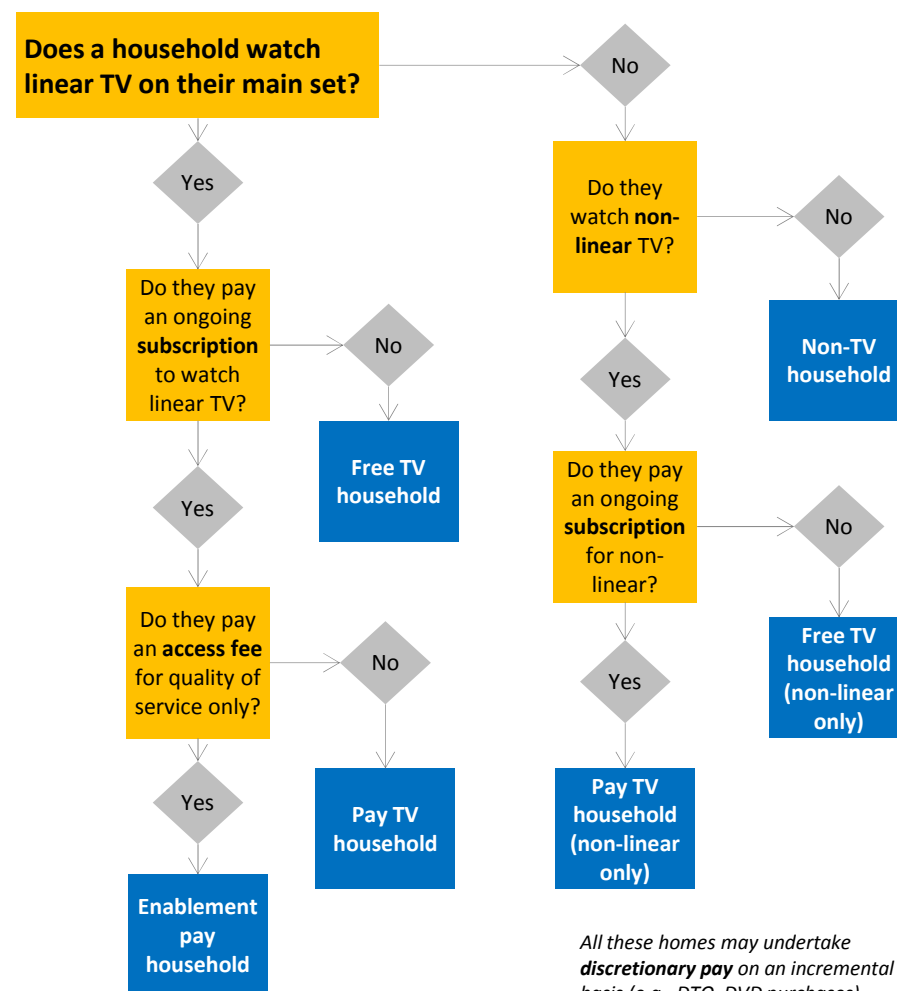 Does a household watch
linear TV on their main set?
No
Yes
Do they
watch non-
linear TV?
No
Do they pay
an ongoing
subscription
to watch
linear TV?
No
Non-TV
household
Yes
Free TV
household
Yes
Do they pay
an ongoing
subscription
for non-
linear?
No
Do they pay
an access fee
for quality of
service only?
No
Free TV
household
(non-linear
only)
Yes
Yes
Pay TV
household
Pay TV
household
(non-linear
only)
Enablement
pay
household
All these homes may undertake
discretionary pay on an incremental
basis (e.g., DTO, DVD purchases)